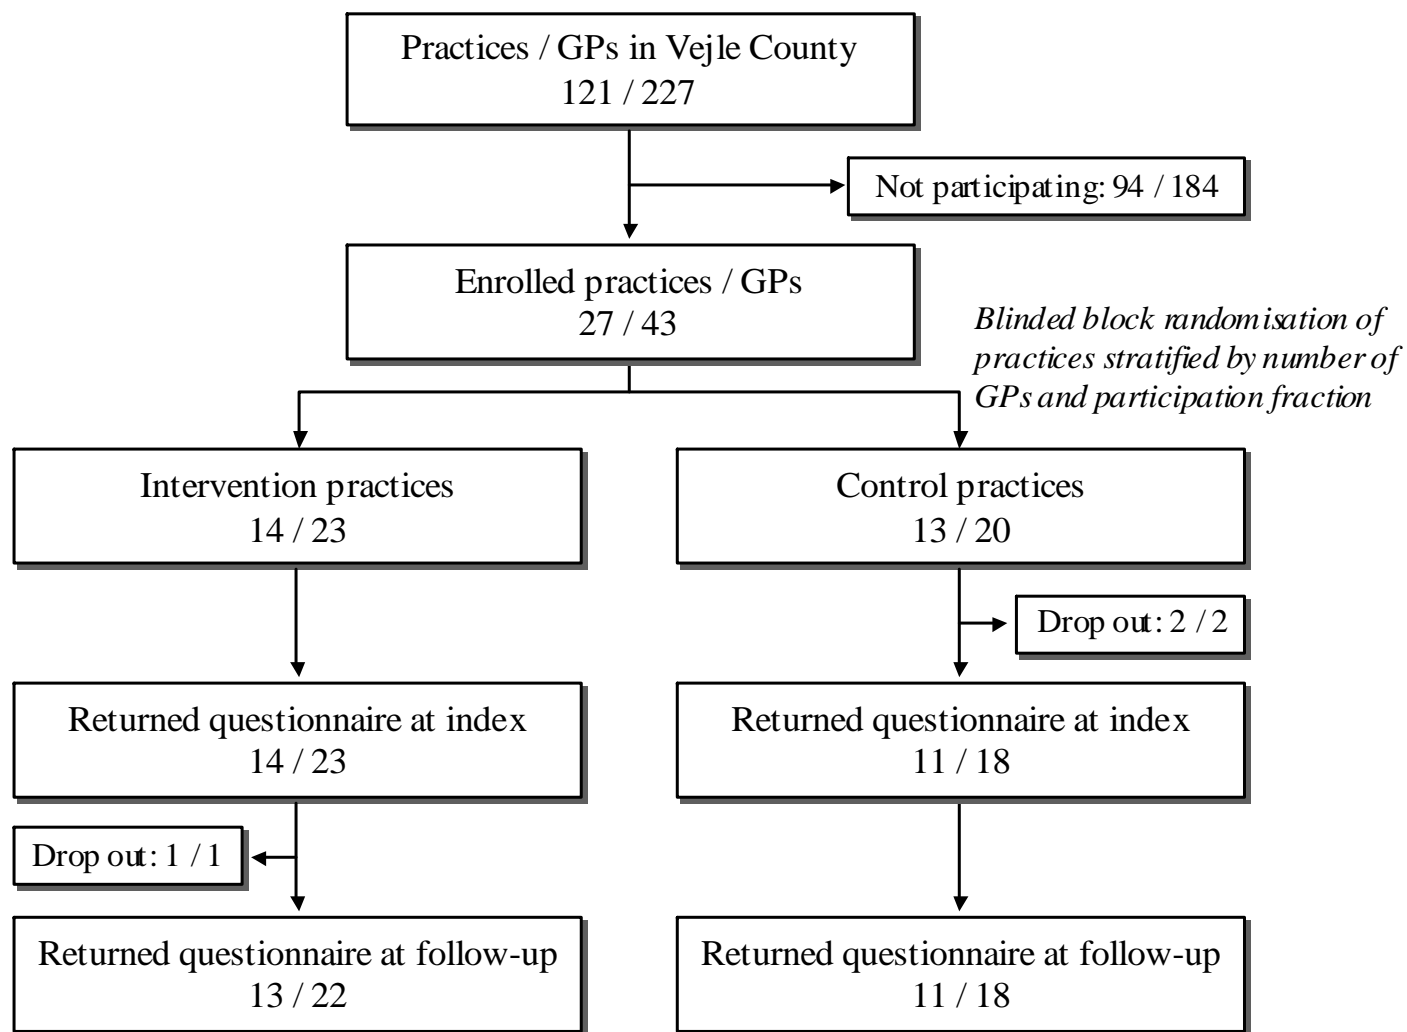 Practices / GPs in Vejle County
121 / 227
Not participating: 94 / 184
Enrolled practices / GPs
27 / 43
Blinded block randomisation of
practices stratified by number of
GPs and participation fraction
Intervention practices
14 / 23
Control practices
13 / 20
Drop out: 2 / 2
Returned questionnaire at index
14 / 23
Returned questionnaire at index
11 / 18
Drop out: 1 / 1
Returned questionnaire at follow-up
13 / 22
Returned questionnaire at follow-up
11 / 18